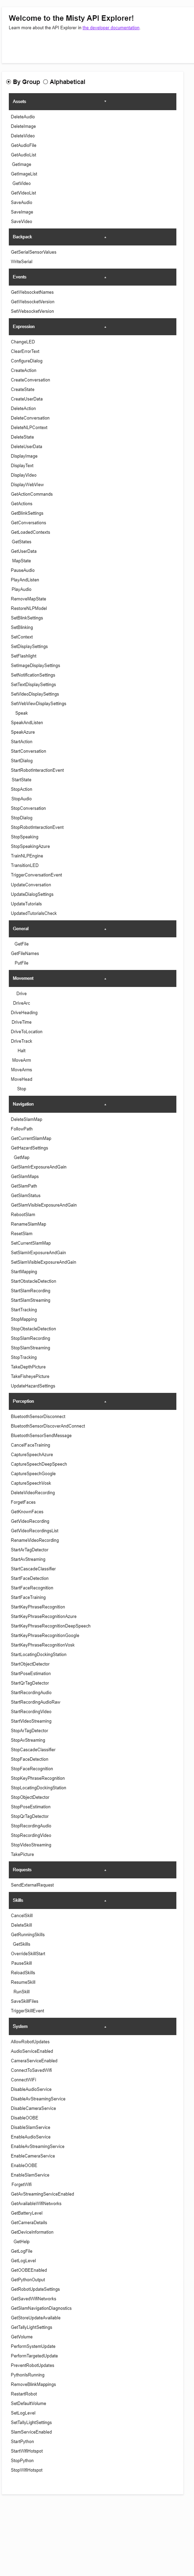 Welcome to the Misty API Explorer!
Learn more about the API Explorer in the developer documentation.
By Group Alphabetical
Assets
DeleteAudio
DeleteImage
DeleteVideo
GetAudioFile
GetAudioList
GetImage
GetImageList
GetVideo
GetVideoList
SaveAudio
SaveImage
SaveVideo
Backpack
GetSerialSensorValues
WriteSerial
Events
GetWebsocketNames
GetWebsocketVersion
SetWebsocketVersion
Expression
ChangeLED
ClearErrorText
ConfigureDialog
CreateAction
CreateConversation
CreateState
CreateUserData
DeleteAction
DeleteConversation
DeleteNLPContext
DeleteState
DeleteUserData
DisplayImage
DisplayText
DisplayVideo
DisplayWebView
GetActionCommands
GetActions
GetBlinkSettings
GetConversations
GetLoadedContexts
GetStates
GetUserData
MapState
PauseAudio
PlayAndListen
PlayAudio
RemoveMapState
RestoreNLPModel
SetBlinkSettings
SetBlinking
SetContext
SetDisplaySettings
SetFlashlight
SetImageDisplaySettings
SetNotificationSettings
SetTextDisplaySettings
SetVideoDisplaySettings
SetWebViewDisplaySettings
Speak
SpeakAndListen
SpeakAzure
StartAction
StartConversation
StartDialog
StartRobotInteractionEvent
StartState
StopAction
StopAudio
StopConversation
StopDialog
StopRobotInteractionEvent
StopSpeaking
StopSpeakingAzure
TrainNLPEngine
TransitionLED
TriggerConversationEvent
UpdateConversation
UpdateDialogSettings
UpdateTutorials
UpdatedTutorialsCheck
General
GetFile
GetFileNames
PutFile
Movement
Drive
DriveArc
DriveHeading
DriveTime
DriveToLocation
DriveTrack
Halt
MoveArm
MoveArms
MoveHead
Stop
Navigation
DeleteSlamMap
FollowPath
GetCurrentSlamMap
GetHazardSettings
GetMap
GetSlamIrExposureAndGain
GetSlamMaps
GetSlamPath
GetSlamStatus
GetSlamVisibleExposureAndGain
RebootSlam
RenameSlamMap
ResetSlam
SetCurrentSlamMap
SetSlamIrExposureAndGain
SetSlamVisibleExposureAndGain
StartMapping
StartObstacleDetection
StartSlamRecording
StartSlamStreaming
StartTracking
StopMapping
StopObstacleDetection
StopSlamRecording
StopSlamStreaming
StopTracking
TakeDepthPicture
TakeFisheyePicture
UpdateHazardSettings
Perception
BluetoothSensorDisconnect
BluetoothSensorDiscoverAndConnect
BluetoothSensorSendMessage
CancelFaceTraining
CaptureSpeechAzure
CaptureSpeechDeepSpeech
CaptureSpeechGoogle
CaptureSpeechVosk
DeleteVideoRecording
ForgetFaces
GetKnownFaces
GetVideoRecording
GetVideoRecordingsList
RenameVideoRecording
StartArTagDetector
StartAvStreaming
StartCascadeClassifier
StartFaceDetection
StartFaceRecognition
StartFaceTraining
StartKeyPhraseRecognition
StartKeyPhraseRecognitionAzure
StartKeyPhraseRecognitionDeepSpeech
StartKeyPhraseRecognitionGoogle
StartKeyPhraseRecognitionVosk
StartLocatingDockingStation
StartObjectDetector
StartPoseEstimation
StartQrTagDetector
StartRecordingAudio
StartRecordingAudioRaw
StartRecordingVideo
StartVideoStreaming
StopArTagDetector
StopAvStreaming
StopCascadeClassifier
StopFaceDetection
StopFaceRecognition
StopKeyPhraseRecognition
StopLocatingDockingStation
StopObjectDetector
StopPoseEstimation
StopQrTagDetector
StopRecordingAudio
StopRecordingVideo
StopVideoStreaming
TakePicture
Requests
SendExternalRequest
Skills
CancelSkill
DeleteSkill
GetRunningSkills
GetSkills
OverrideSkillStart
PauseSkill
ReloadSkills
ResumeSkill
RunSkill
SaveSkillFiles
TriggerSkillEvent
System
AllowRobotUpdates
AudioServiceEnabled
CameraServiceEnabled
ConnectToSavedWifi
ConnectWiFi
DisableAudioService
DisableAvStreamingService
DisableCameraService
DisableOOBE
DisableSlamService
EnableAudioService
EnableAvStreamingService
EnableCameraService
EnableOOBE
EnableSlamService
ForgetWifi
GetAvStreamingServiceEnabled
GetAvailableWifiNetworks
GetBatteryLevel
GetCameraDetails
GetDeviceInformation
GetHelp
GetLogFile
GetLogLevel
GetOOBEEnabled
GetPythonOutput
GetRobotUpdateSettings
GetSavedWifiNetworks
GetSlamNavigationDiagnostics
GetStoreUpdateAvailable
GetTallyLightSettings
GetVolume
PerformSystemUpdate
PerformTargetedUpdate
PreventRobotUpdates
PythonIsRunning
RemoveBlinkMappings
RestartRobot
SetDefaultVolume
SetLogLevel
SetTallyLightSettings
SlamServiceEnabled
StartPython
StartWifiHotspot
StopPython
StopWifiHotspot